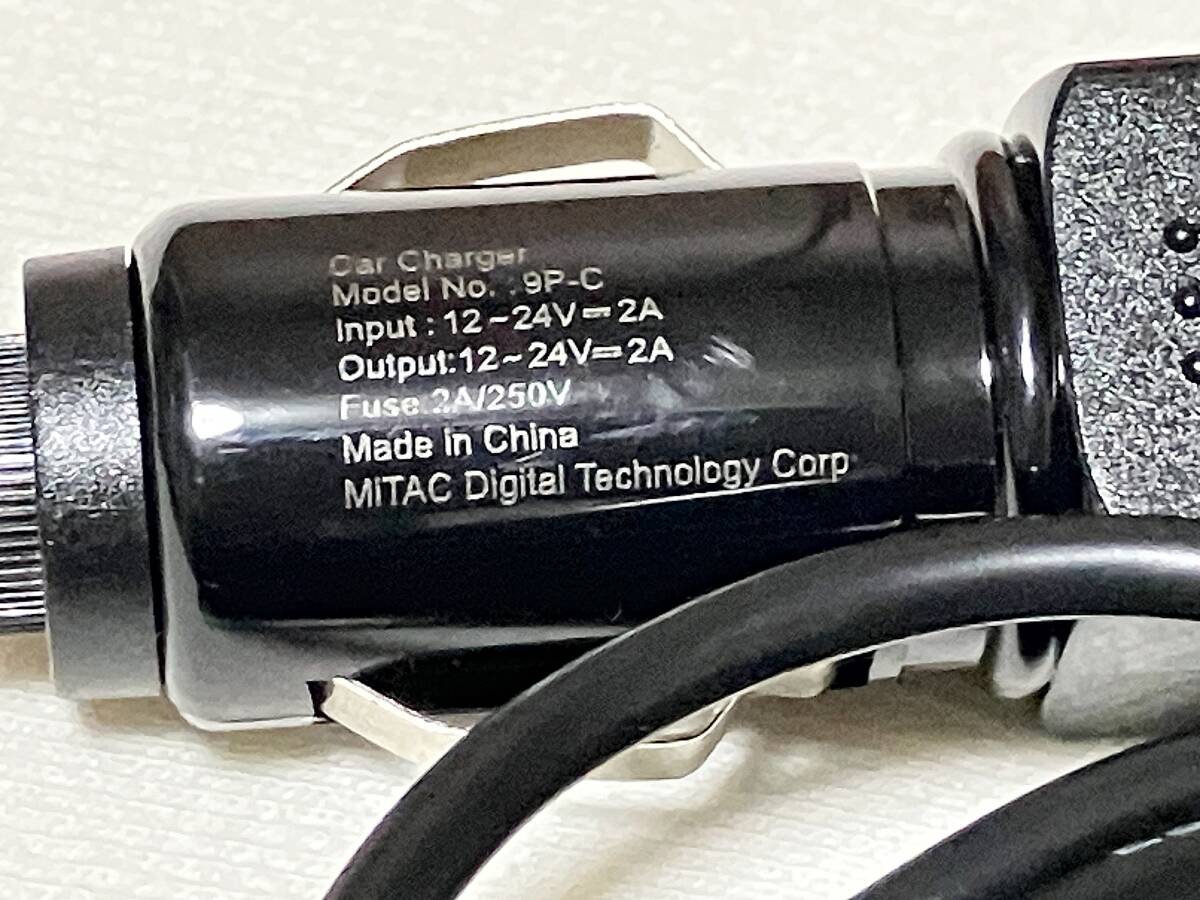 Car Charger
Model No. : 9P-C
Input : 12~24V⎓2A
Output:12~24V⎓2A
Fuse:2A/250V
Made in China
MiTAC Digital Technology Corp